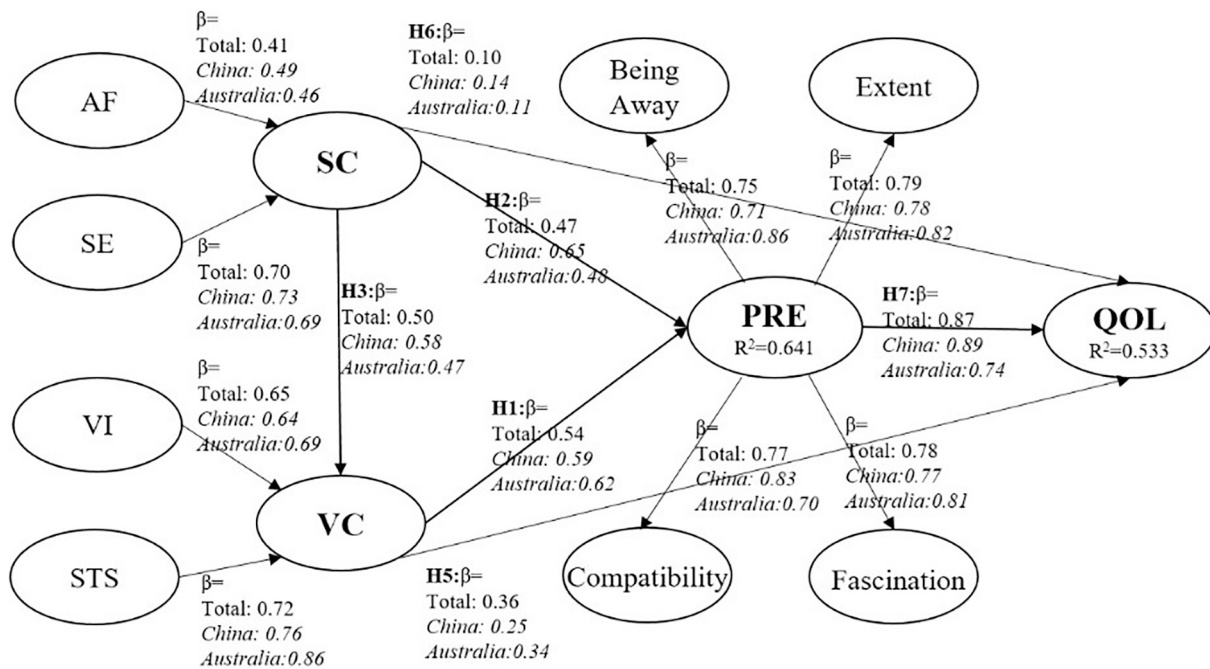 β=
Total: 0.41
China: 0.49
Australia:0.46
H6:β=
Total: 0.10
China: 0.14
Australia:0.11
AF
Being
Away
Extent
SC
β=
Total: 0.75
China: 0.71
Australia:0.86
β=
Total: 0.79
China: 0.78
Australia:0.82
SE
H2:β=
Total: 0.47
China: 0.65
Australia:0.48
β=
Total: 0.70
China: 0.73
Australia:0.69
H3:β=
Total: 0.50
China: 0.58
Australia:0.47
PRE
R²=0.641
H7:β=
Total: 0.87
China: 0.89
Australia:0.74
QOL
R²=0.533
β=
Total: 0.65
China: 0.64
Australia:0.69
VI
H1:β=
Total: 0.54
China: 0.59
Australia:0.62
β=
Total: 0.77
China: 0.83
Australia:0.70
β=
Total: 0.78
China:0.77
Australia:0.81
VC
STS
β=
Total: 0.72
China: 0.76
Australia:0.86
H5:β=
Total: 0.36
China: 0.25
Australia:0.34
Compatibility
Fascination